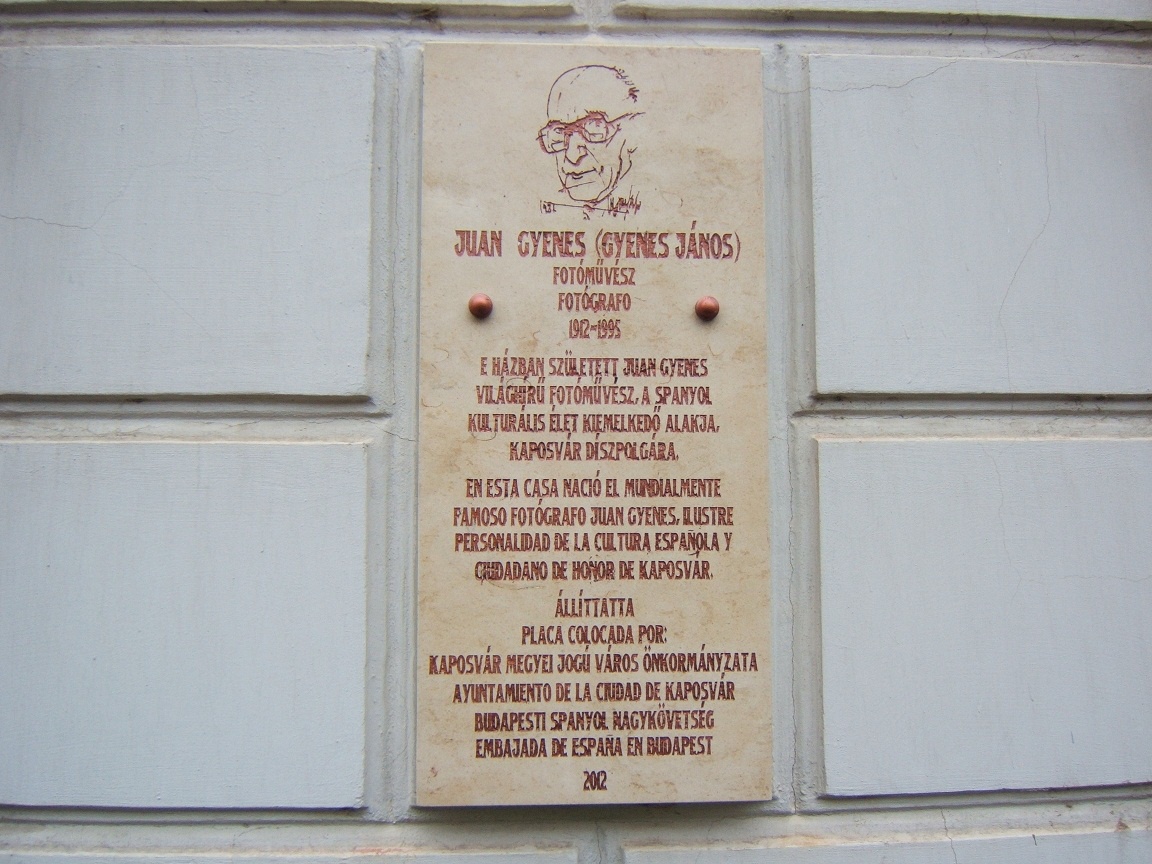 JUAN GYENES (GYENES JÁNOS)
FOTÓMŰVÉSZ
FOTÓGRAFO
1912-1995
E HÁZBAN SZÜLETETT JUAN GYENES
VILÁGHÍRŰ FOTÓMŰVÉSZ, A SPANYOL
KULTURÁLIS ÉLET KIEMELKEDŐ ALAKJA,
KAPOSVÁR DÍSZPOLGÁRA.
EN ESTA CASA NACIÓ EL MUNDIALMENTE
FAMOSO FOTÓGRAFO JUAN GYENES, ILUSTRE
PERSONALIDAD DE LA CULTURA ESPAÑOLA Y
CIUDADANO DE HOÑOR DE KAPOSVÁR.
ÁLLÍTTATTA
PLACA COLOCADA POR:
KAPOSVÁR MEGYEI JOGÚ VÁROS ÖNKORMÁNYZATA
AYUNTAMIENTO DE LA CIUDAD DE KAPOSVÁR
BUDAPESTI SPANYOL NAGYKÖVETSÉG
EMBAJADA DE ESPAÑA EN BUDAPEST
2012